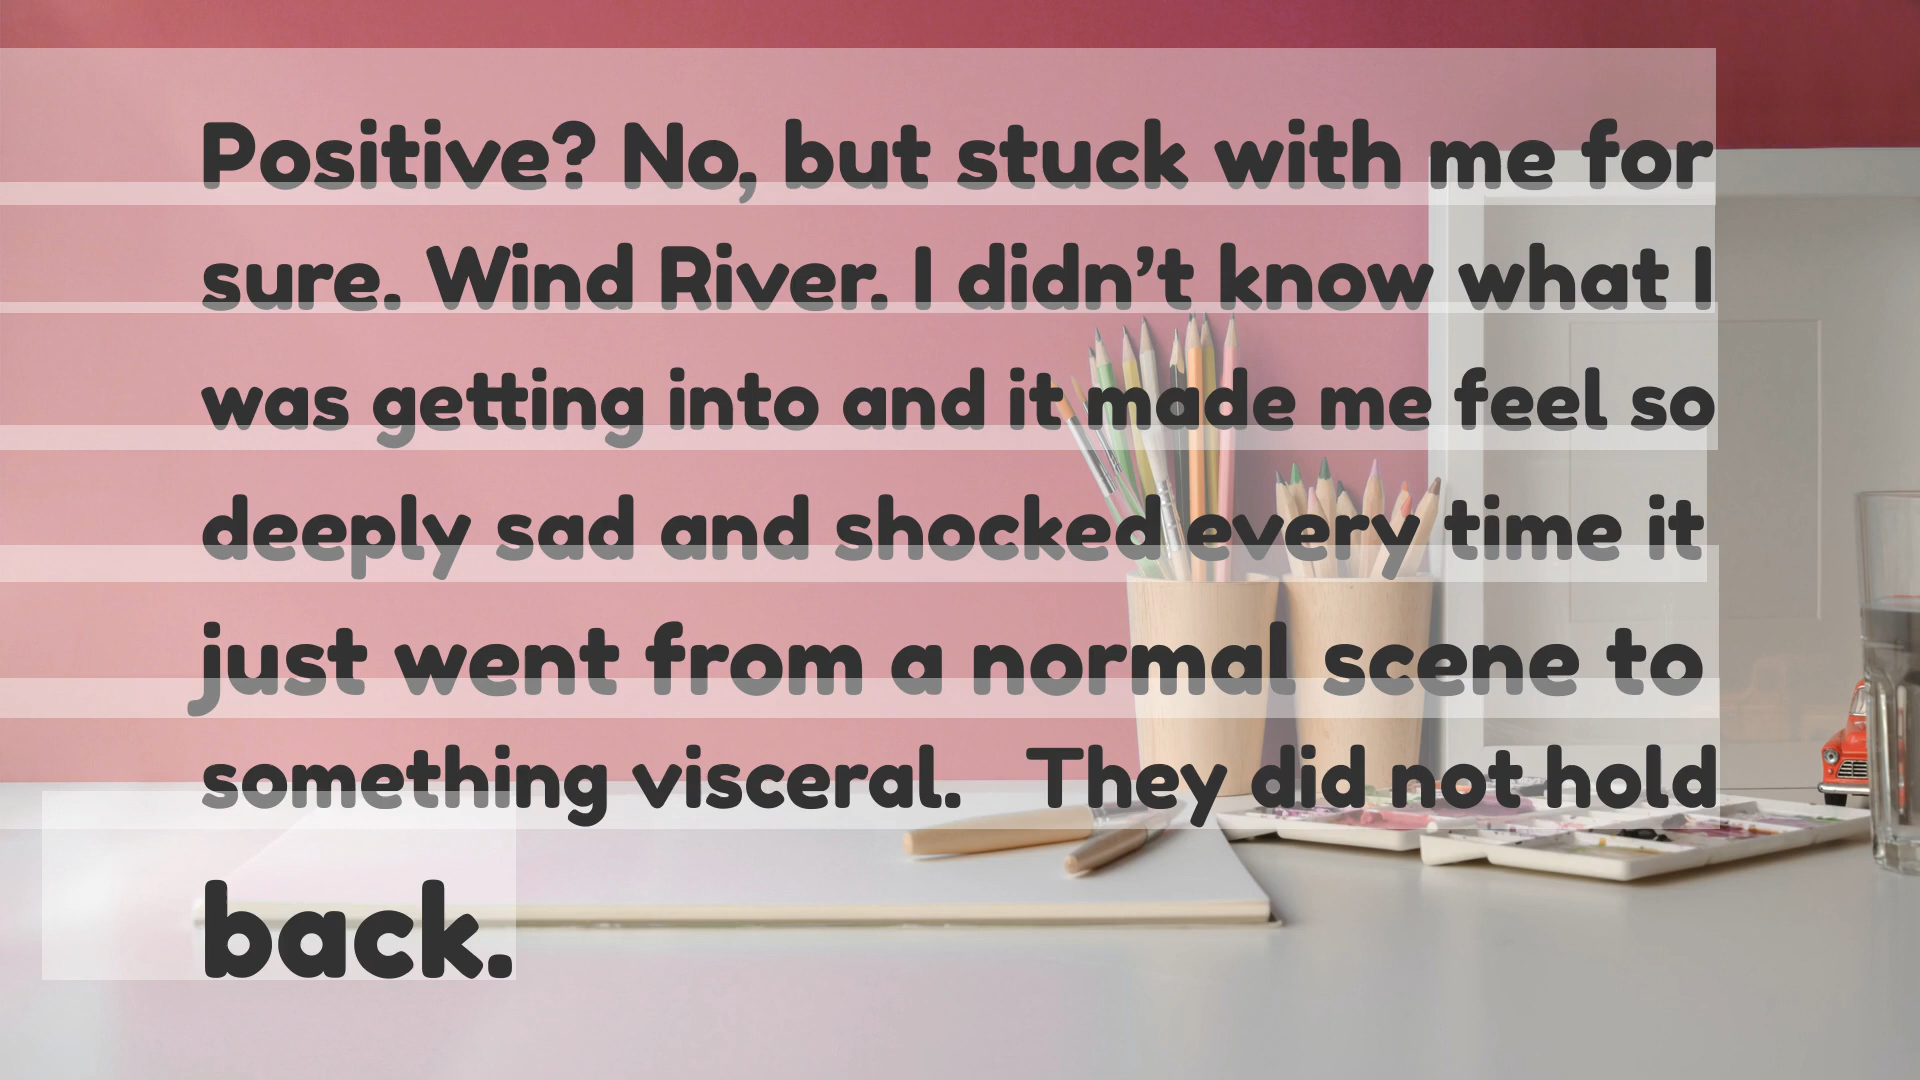 Positive? No, but stuck with me for
sure. Wind River. I didn’t know what I
was getting into and it made me feel so
deeply sad and shocked every time it
just went from a normal scene to
something visceral.   They did not hold
back.